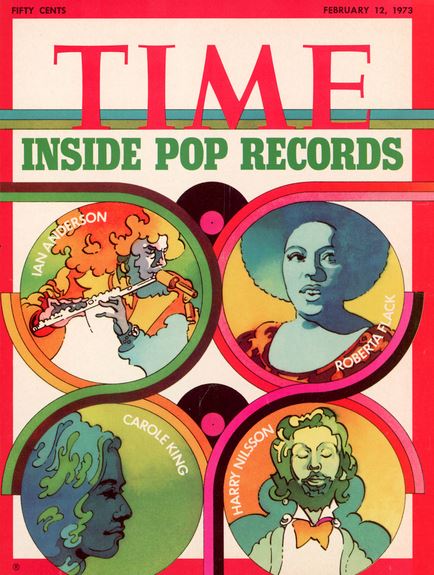 FIFTY CENTS
FEBRUARY 12, 1973
TIME
INSIDE POP RECORDS
IAN ANDERSON
ROBERTA FLACK
CAROLE KING
HARRY NILSSON
®